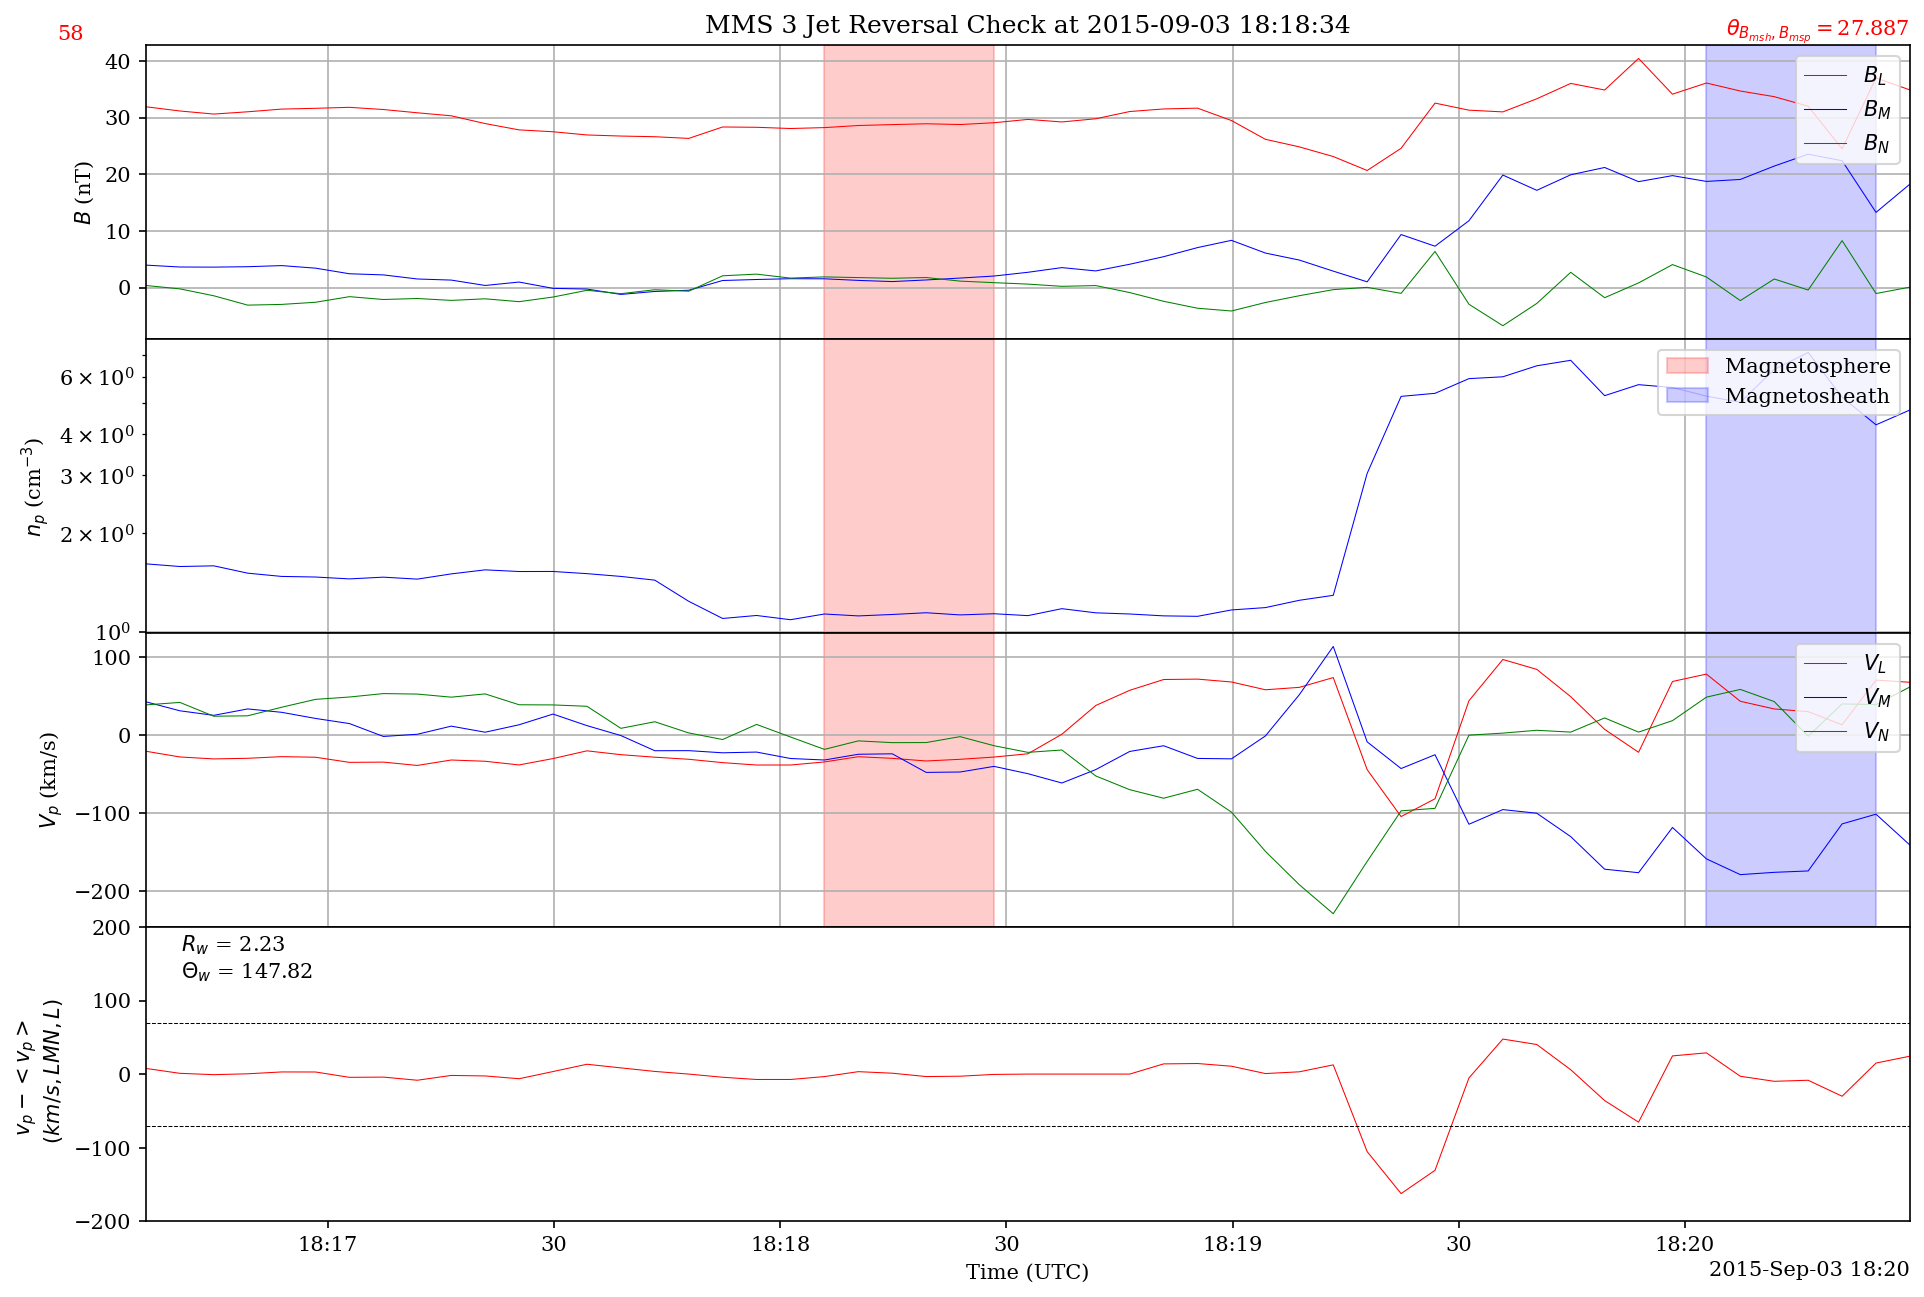 58
MMS 3 Jet Reversal Check at 2015-09-03 18:18:34
θ_{B_{msh}, B_{msp}} = 27.887
B (nT)
40
30
20
10
0
B_L
B_M
B_N
n_p (cm^{-3})
6 × 10^0
4 × 10^0
3 × 10^0
2 × 10^0
10^0
Magnetosphere
Magnetosheath
V_p (km/s)
100
0
−100
−200
V_L
V_M
V_N
v_p − < v_p >
(km/s, LMN, L)
200
100
0
−100
−200
R_w = 2.23
Θ_w = 147.82
18:17
30
18:18
30
18:19
30
18:20
Time (UTC)
2015-Sep-03 18:20